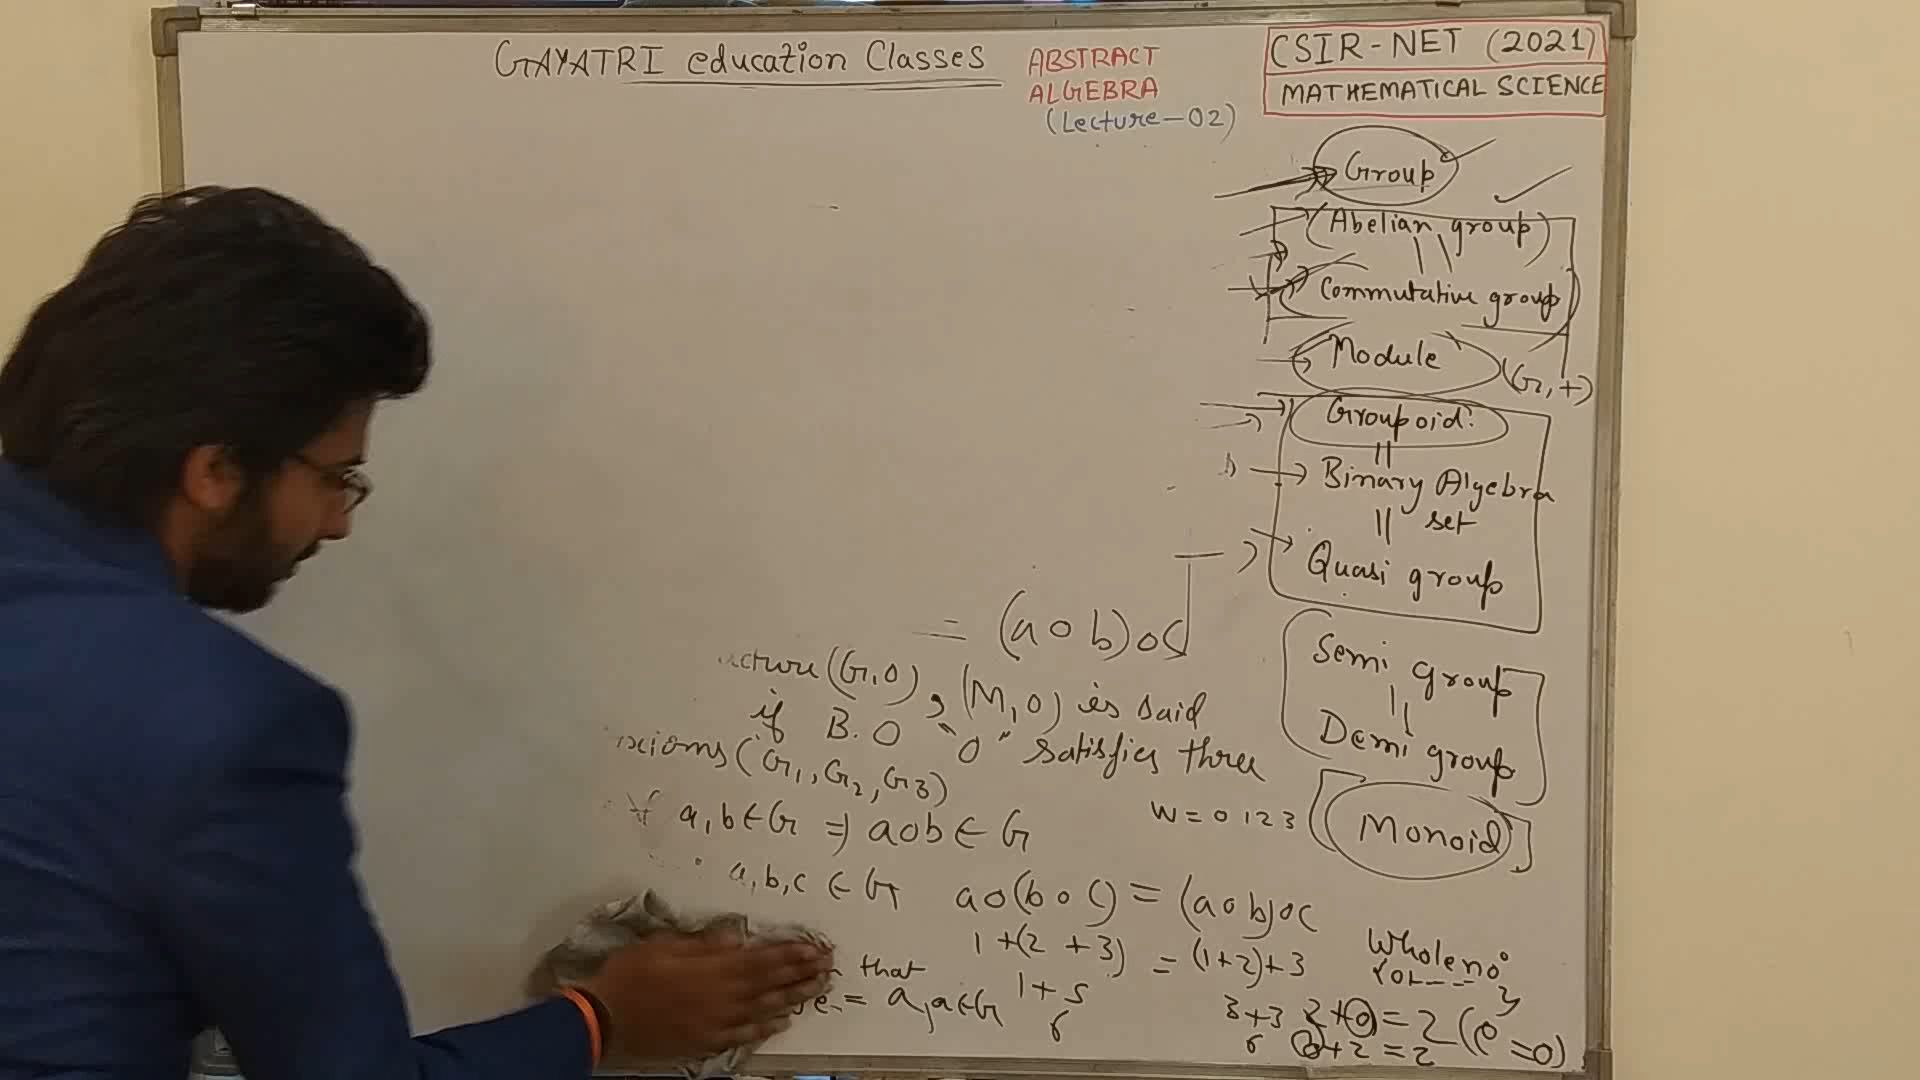 GAYATRI education Classes
ABSTRACT
ALGEBRA
(Lecture-02)
CSIR-NET (2021)
MATHEMATICAL SCIENCE
Group
(Abelian group)
Commutative group
Module
(G, +)
Groupoid:
Binary Algebra
set
Quasi group
Semi group
Demi group
Monoid
W = 0 1 2 3
= (a o b) o c
(G, o), (M, o) is said
if B.O "o" satisfies three
(G1, G2, G3)
∀ a, b ∈ G ⇒ a o b ∈ G
a, b, c ∈ G a o (b o c) = (a o b) o c
1 + (2 + 3) = (1 + 2) + 3
that
= a, a ∈ G
1 + 5
6
3 + 3
6
Whole no
2 + 0 = 2 (e = 0)
0 + 2 = 2